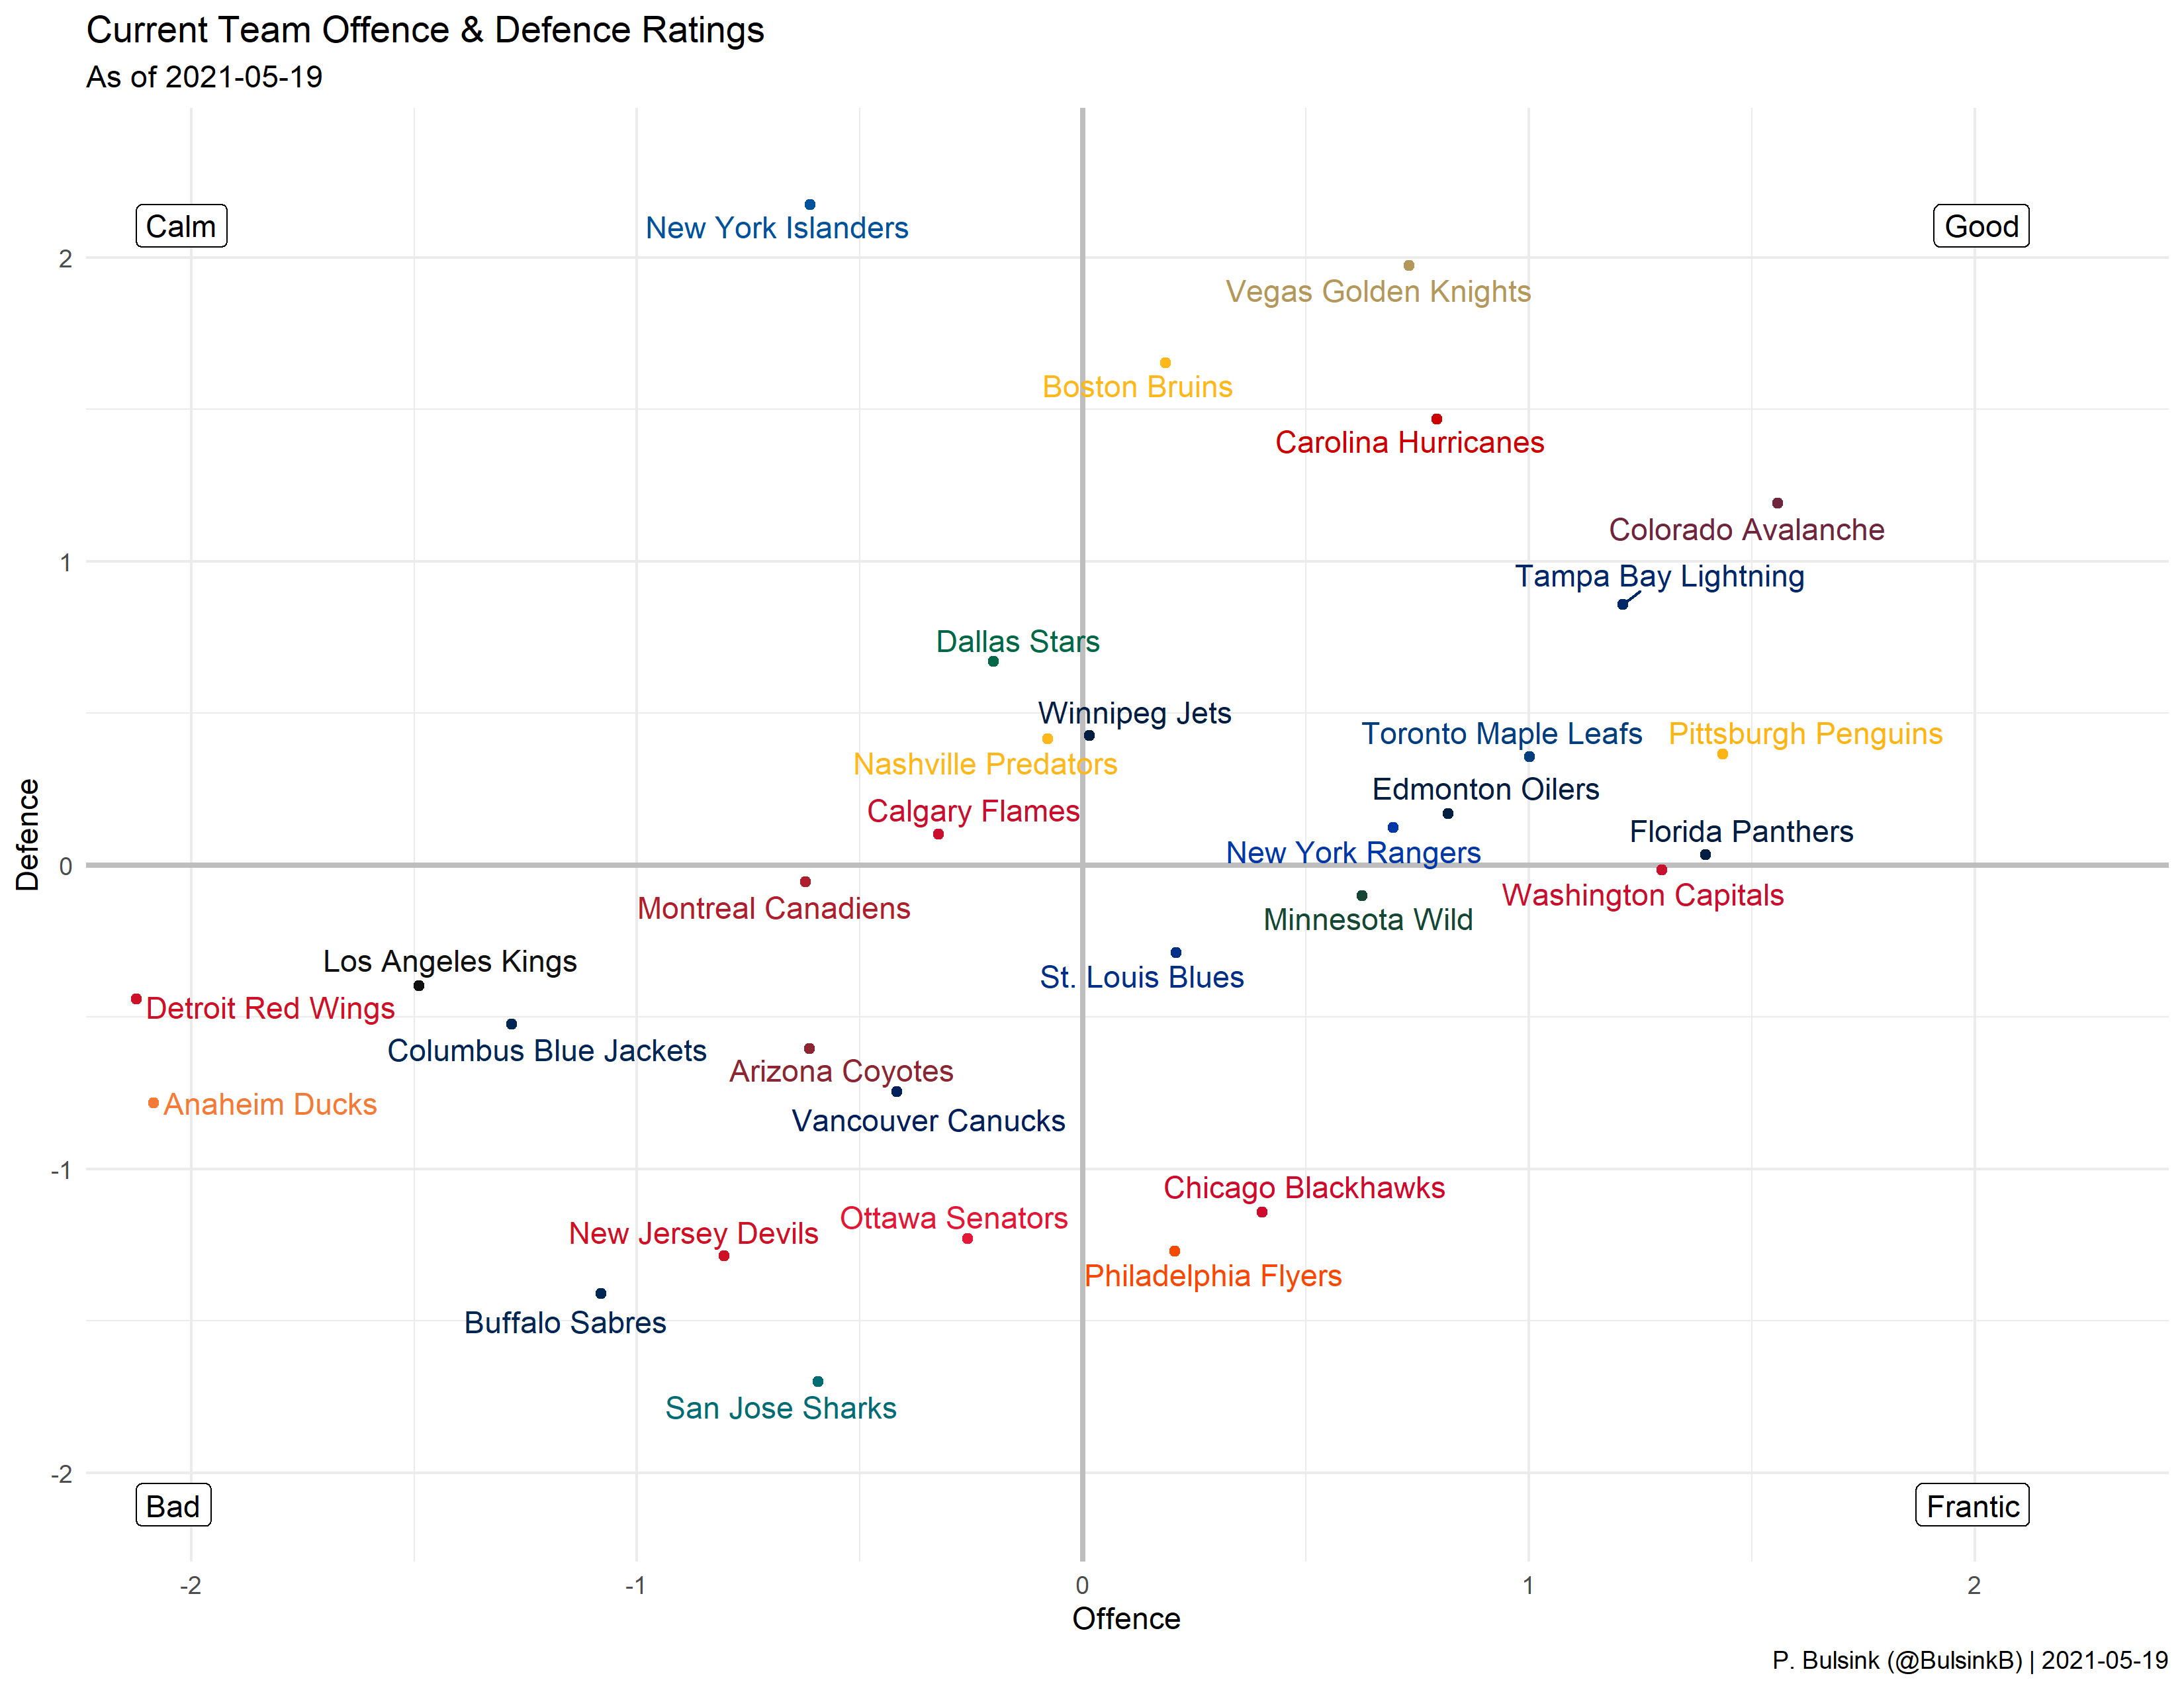 Current Team Offence & Defence Ratings
As of 2021-05-19
Calm
New York Islanders
Good
2
Vegas Golden Knights
Boston Bruins
Carolina Hurricanes
Colorado Avalanche
1
Tampa Bay Lightning
Dallas Stars
Winnipeg Jets
Toronto Maple Leafs
Pittsburgh Penguins
Nashville Predators
Edmonton Oilers
Calgary Flames
Florida Panthers
Defence
New York Rangers
0
Washington Capitals
Montreal Canadiens
Minnesota Wild
Los Angeles Kings
St. Louis Blues
Detroit Red Wings
Columbus Blue Jackets
Arizona Coyotes
Anaheim Ducks
Vancouver Canucks
-1
Chicago Blackhawks
Ottawa Senators
New Jersey Devils
Philadelphia Flyers
Buffalo Sabres
San Jose Sharks
-2
Bad
Frantic
-2
-1
0
1
2
Offence
P. Bulsink (@BulsinkB) | 2021-05-19